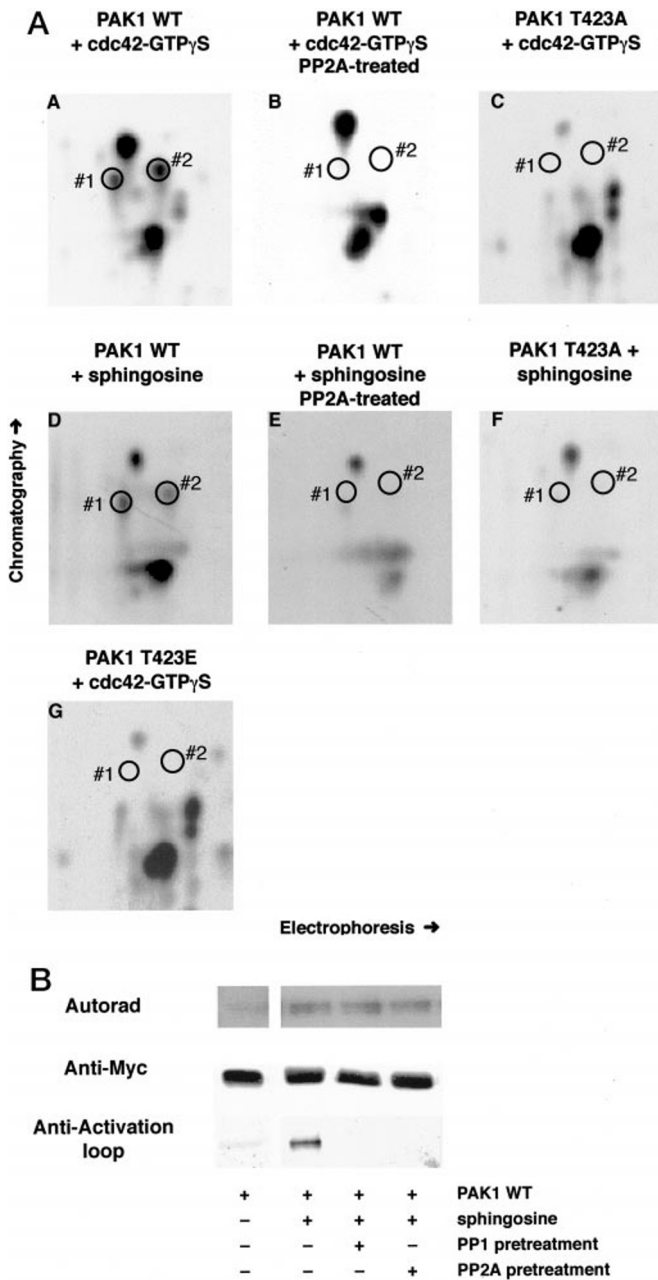 A
PAK1 WT
+ cdc42-GTPγS
PAK1 WT
+ cdc42-GTPγS
PP2A-treated
PAK1 T423A
+ cdc42-GTPγS
A
#1
#2
B
#1
#2
C
#1
#2
PAK1 WT
+ sphingosine
PAK1 WT
+ sphingosine
PP2A-treated
PAK1 T423A +
sphingosine
Chromatography →
D
#1
#2
E
#1
#2
F
#1
#2
PAK1 T423E
+ cdc42-GTPγS
G
#1
#2
Electrophoresis →
B
Autorad
Anti-Myc
Anti-Activation
loop
+ + + + PAK1 WT
– + + + sphingosine
– – + – PP1 pretreatment
– – – + PP2A pretreatment